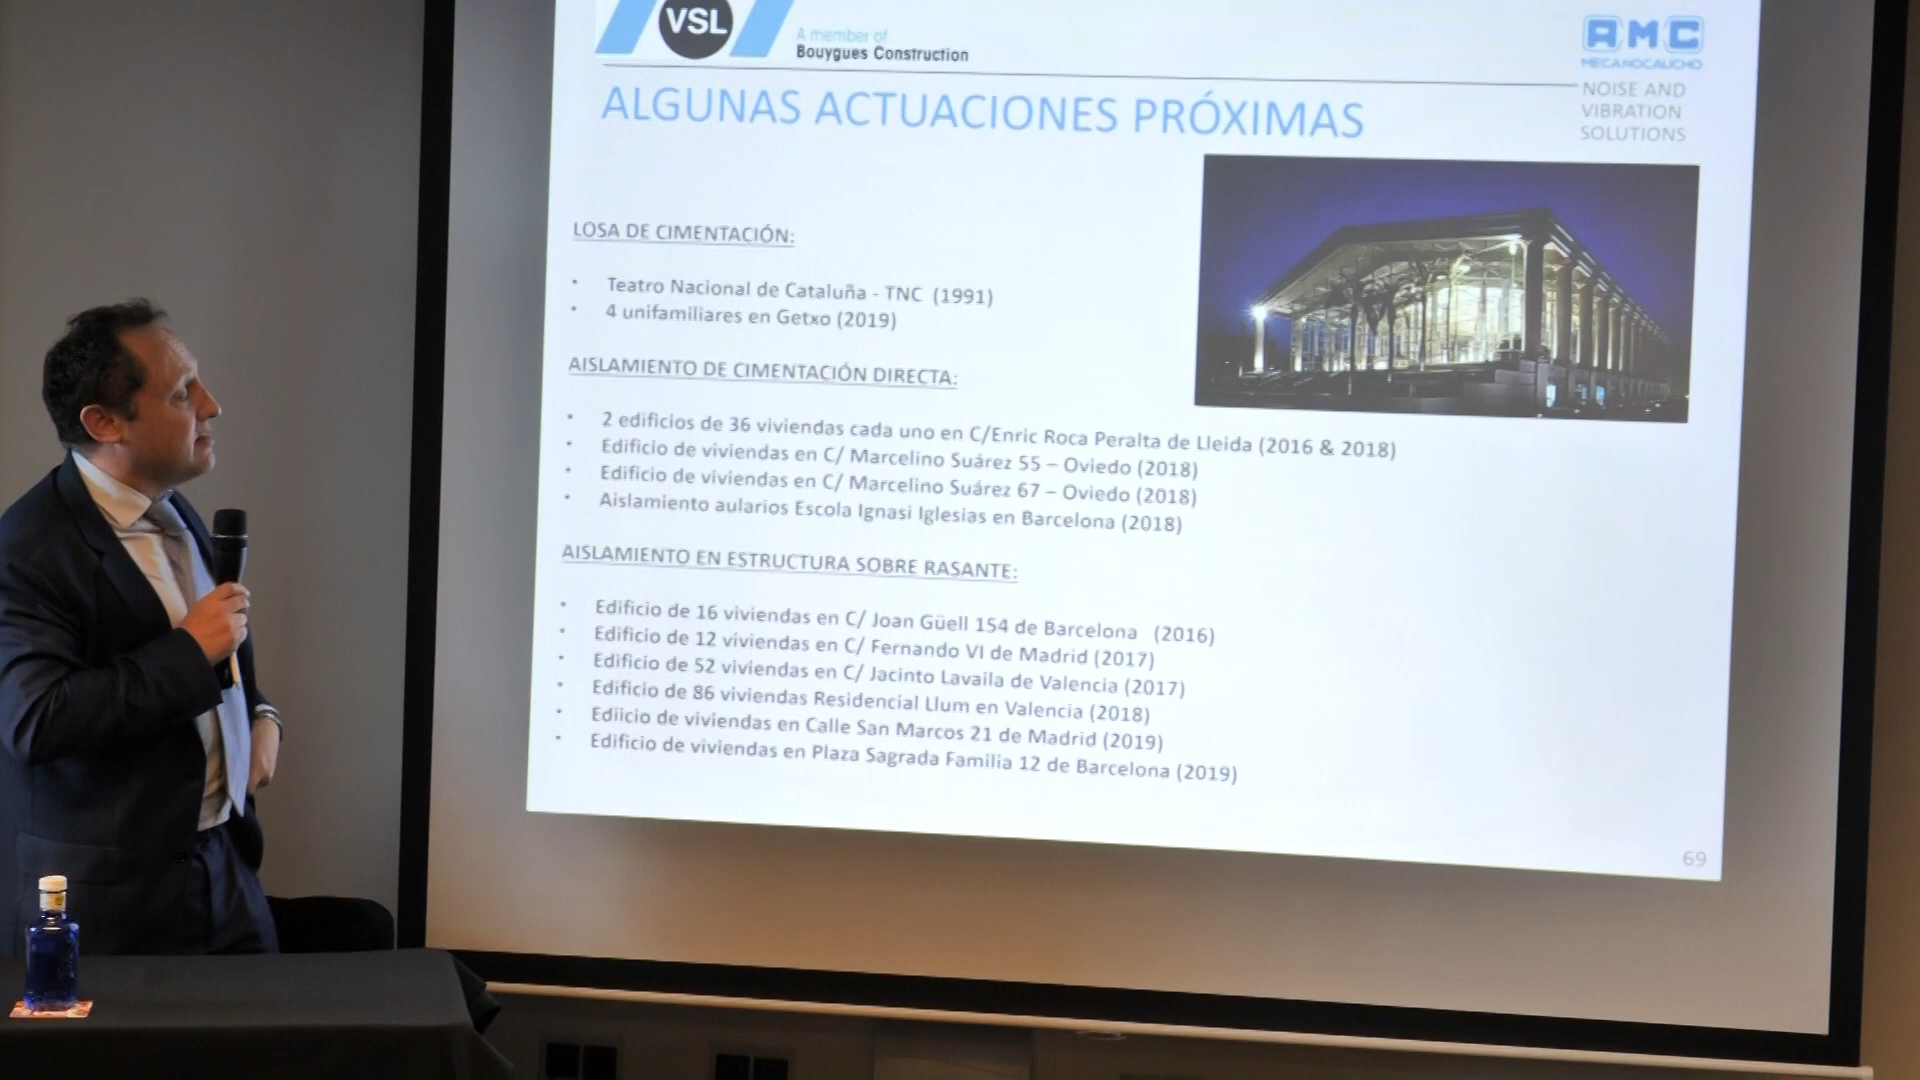 VSL
A member of
Bouygues Construction
AMC
MECANOCAUCHO
NOISE AND
VIBRATION
SOLUTIONS
ALGUNAS ACTUACIONES PRÓXIMAS
LOSA DE CIMENTACIÓN:
• Teatro Nacional de Cataluña - TNC (1991)
• 4 unifamiliares en Getxo (2019)
AISLAMIENTO DE CIMENTACIÓN DIRECTA:
• 2 edificios de 36 viviendas cada uno en C/Enric Roca Peralta de Lleida (2016 & 2018)
• Edificio de viviendas en C/ Marcelino Suárez 55 – Oviedo (2018)
• Edificio de viviendas en C/ Marcelino Suárez 67 – Oviedo (2018)
• Aislamiento aularios Escola Ignasi Iglesias en Barcelona (2018)
AISLAMIENTO EN ESTRUCTURA SOBRE RASANTE:
• Edificio de 16 viviendas en C/ Joan Güell 154 de Barcelona (2016)
• Edificio de 12 viviendas en C/ Fernando VI de Madrid (2017)
• Edificio de 52 viviendas en C/ Jacinto Lavaila de Valencia (2017)
• Edificio de 86 viviendas Residencial Llum en Valencia (2018)
• Ediicio de viviendas en Calle San Marcos 21 de Madrid (2019)
• Edificio de viviendas en Plaza Sagrada Familia 12 de Barcelona (2019)
69